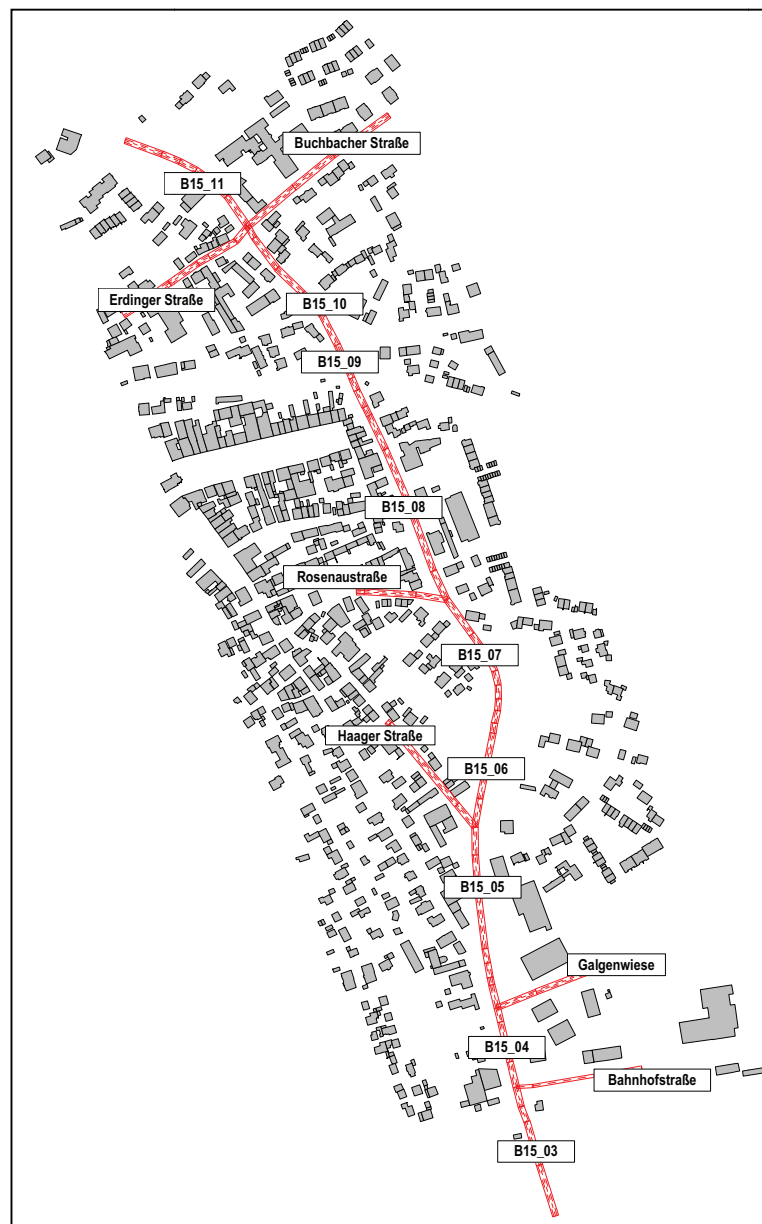 Buchbacher Straße
B15_11
Erdinger Straße
B15_10
B15_09
B15_08
Rosenaustraße
B15_07
Haager Straße
B15_06
B15_05
Galgenwiese
B15_04
Bahnhofstraße
B15_03